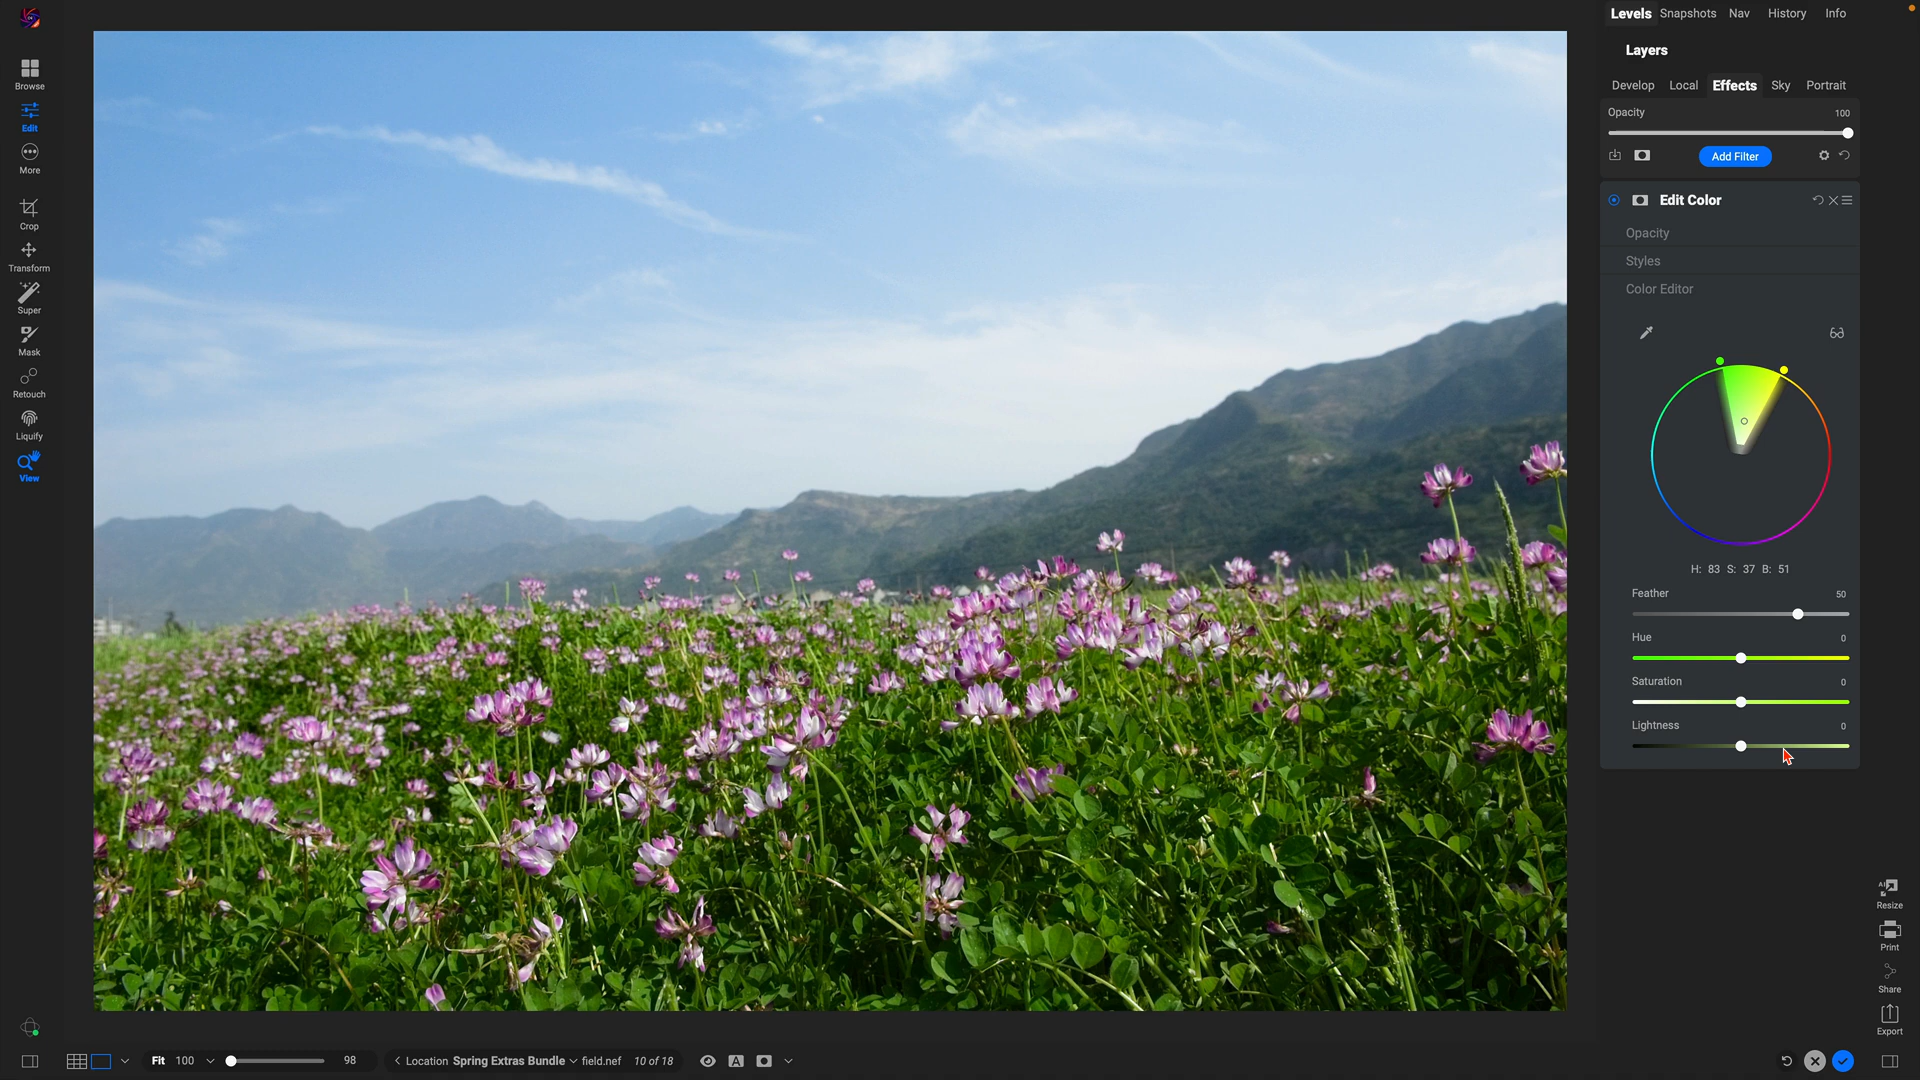 Levels Snapshots Nav History Info
Layers
Browse
Develop Local Effects Sky Portrait
Opacity 100
Edit
Add Filter
More
Edit Color
Crop
Opacity
Transform
Styles
Color Editor
Super
Mask
Retouch
Liquify
View
H: 83 S: 37 B: 51
Feather 50
Hue 0
Saturation 0
Lightness 0
AI
Resize
Print
Share
Export
Fit 100 98 Location Spring Extras Bundle field.nef 10 of 18 A